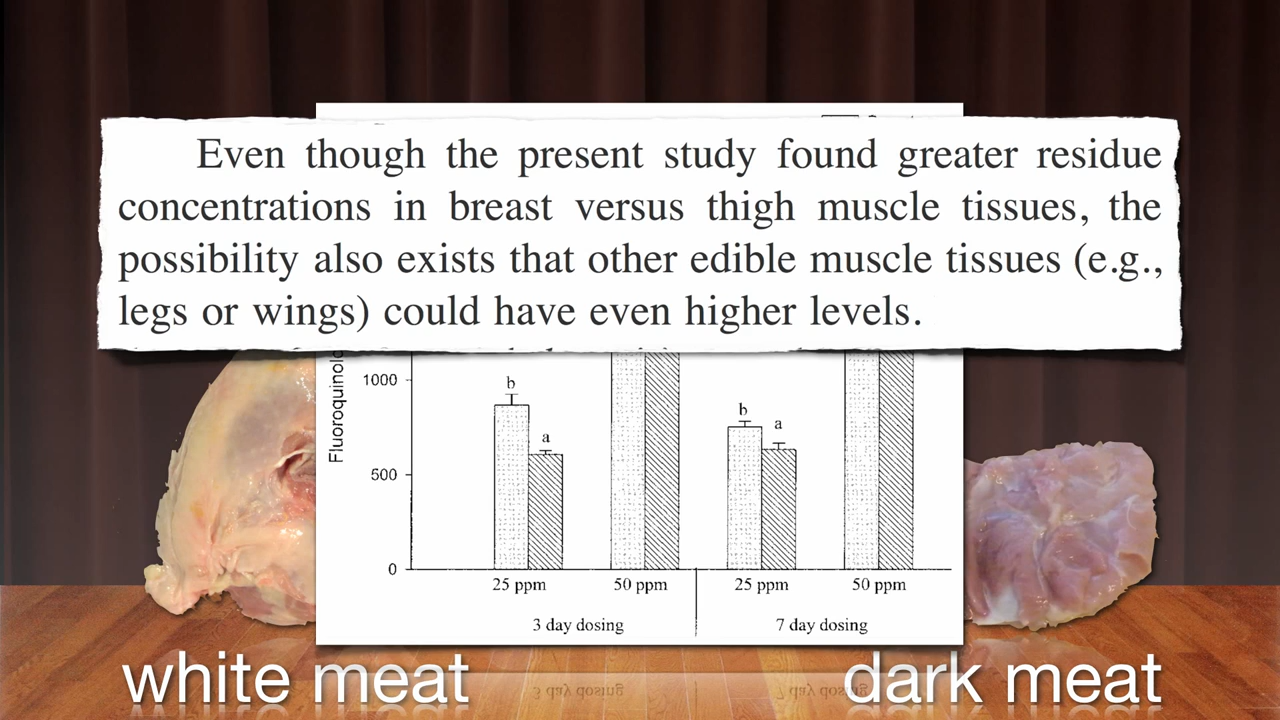 Even though the present study found greater residue
concentrations in breast versus thigh muscle tissues, the
possibility also exists that other edible muscle tissues (e.g.,
legs or wings) could have even higher levels.
1000
b
b
a
a
500
0
25 ppm
50 ppm
25 ppm
50 ppm
3 day dosing
7 day dosing
white meat
dark meat